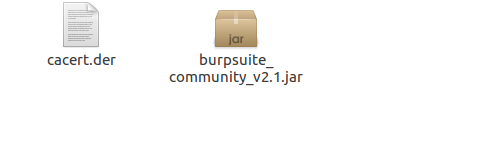 jar
cacert.der
burpsuite_
community_v2.1.jar